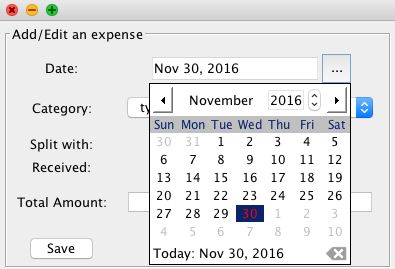 Add/Edit an expense
Date: Nov 30, 2016 ...
Category: ty
November 2016
Sun Mon Tue Wed Thu Fri Sat
30 31 1 2 3 4 5
6 7 8 9 10 11 12
13 14 15 16 17 18 19
20 21 22 23 24 25 26
27 28 29 30 1 2 3
4 5 6 7 8 9 10
Today: Nov 30, 2016
Split with:
Received:
Total Amount:
Save